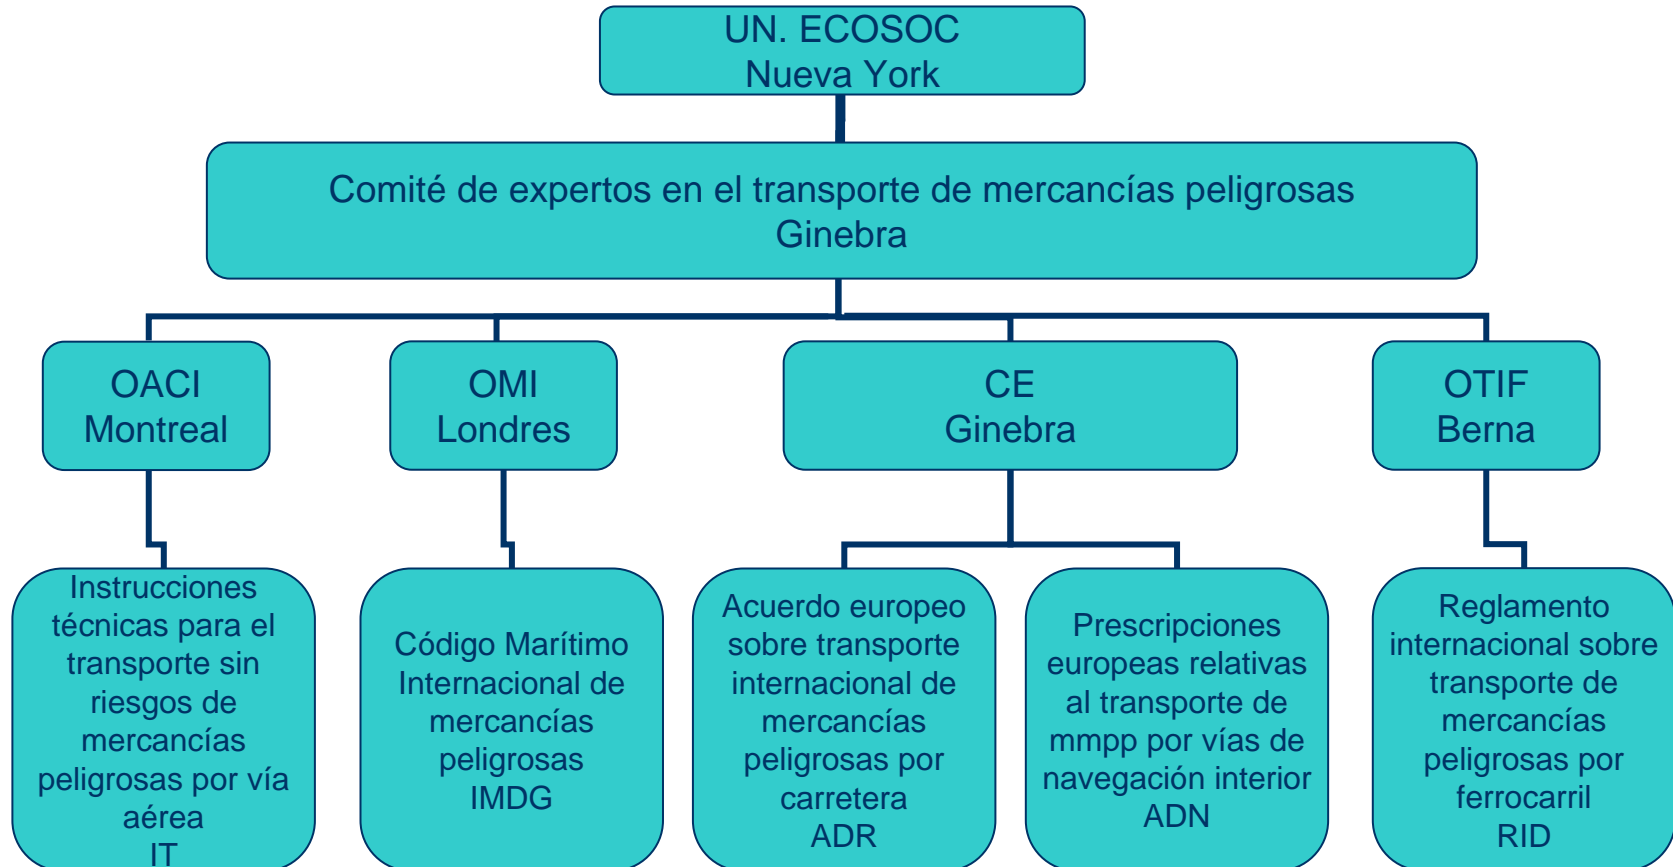 UN. ECOSOC
Nueva York
Comité de expertos en el transporte de mercancías peligrosas
Ginebra
OACI
Montreal
OMI
Londres
CE
Ginebra
OTIF
Berna
Instrucciones
técnicas para el
transporte sin
riesgos de
mercancías
peligrosas por vía
aérea
IT
Código Marítimo
Internacional de
mercancías
peligrosas
IMDG
Acuerdo europeo
sobre transporte
internacional de
mercancías
peligrosas por
carretera
ADR
Prescripciones
europeas relativas
al transporte de
mmpp por vías de
navegación interior
ADN
Reglamento
internacional sobre
transporte de
mercancías
peligrosas por
ferrocarril
RID